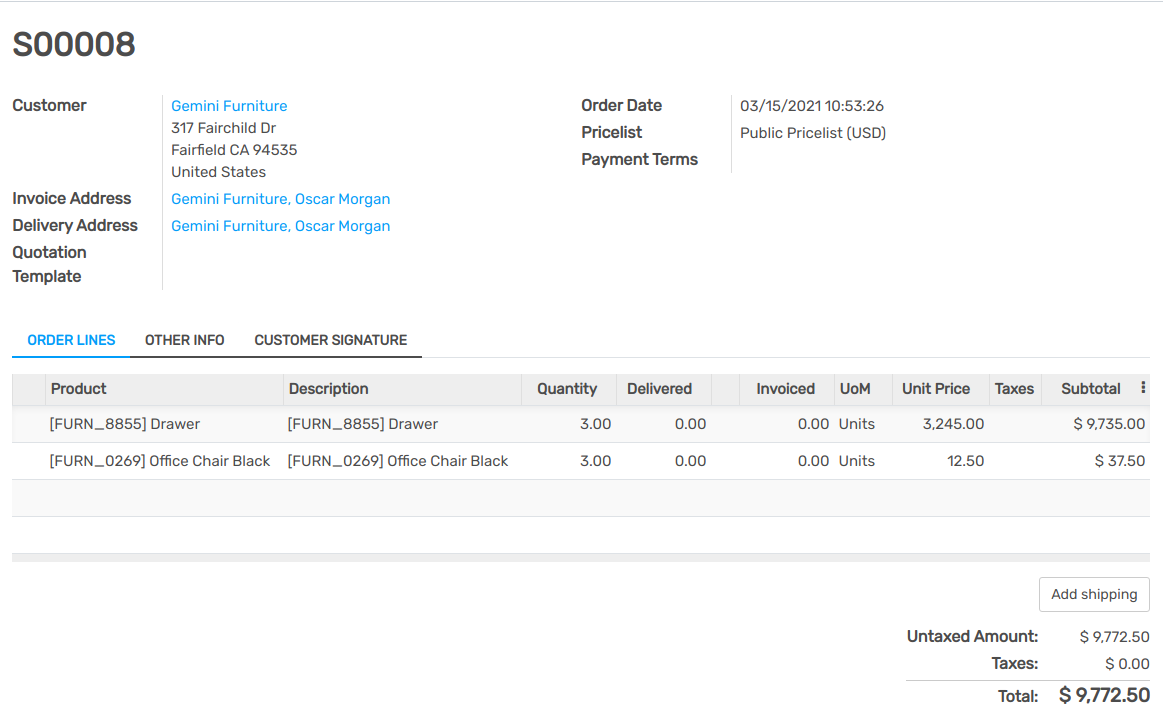 S00008
Customer
Gemini Furniture
317 Fairchild Dr
Fairfield CA 94535
United States
Invoice Address Gemini Furniture, Oscar Morgan
Delivery Address Gemini Furniture, Oscar Morgan
Quotation
Template
Order Date 03/15/2021 10:53:26
Pricelist Public Pricelist (USD)
Payment Terms
ORDER LINES OTHER INFO CUSTOMER SIGNATURE
Product Description Quantity Delivered Invoiced UoM Unit Price Taxes Subtotal
[FURN_8855] Drawer [FURN_8855] Drawer 3.00 0.00 0.00 Units 3,245.00 $ 9,735.00
[FURN_0269] Office Chair Black [FURN_0269] Office Chair Black 3.00 0.00 0.00 Units 12.50 $ 37.50
Add shipping
Untaxed Amount: $ 9,772.50
Taxes: $ 0.00
Total: $ 9,772.50